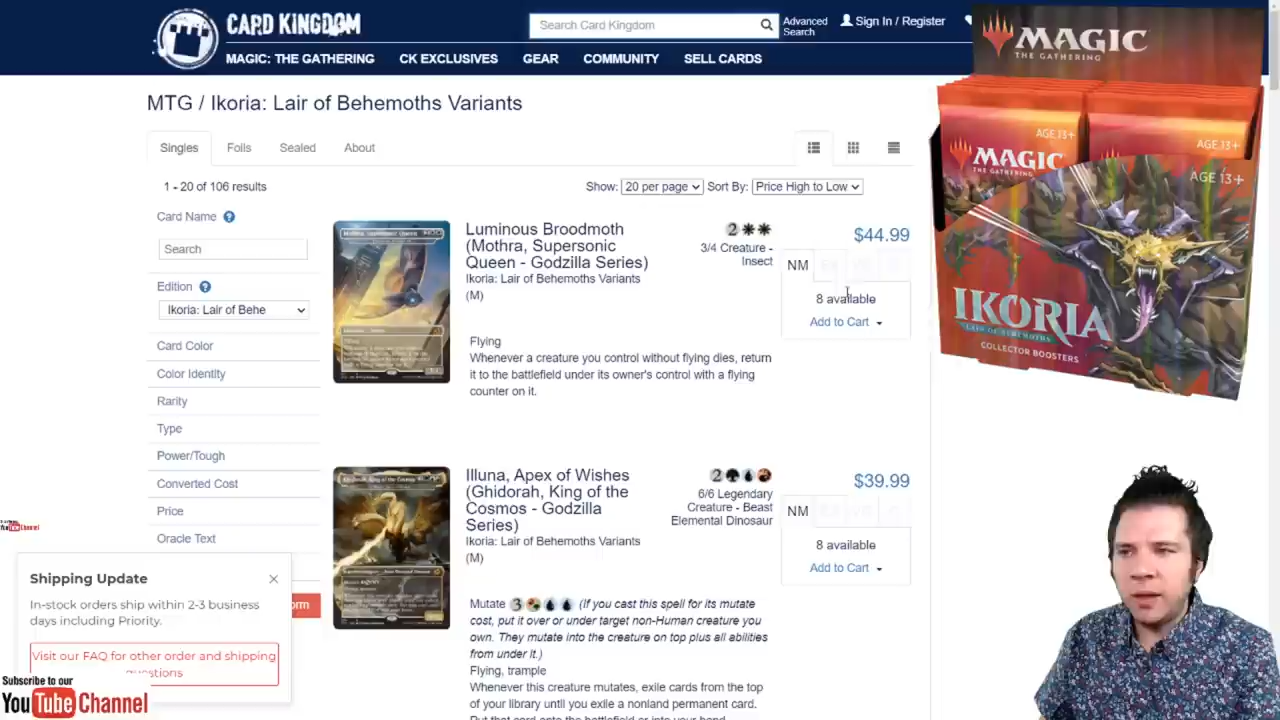 CARD KINGDOM
Search Card Kingdom
Advanced
Search
Sign In / Register
MAGIC: THE GATHERING
CK EXCLUSIVES
GEAR
COMMUNITY
SELL CARDS
MTG / Ikoria: Lair of Behemoths Variants
Singles
Foils
Sealed
About
1 - 20 of 106 results
Show: 20 per page Sort By: Price High to Low
Card Name ?
Search
Edition ?
Ikoria: Lair of Behe
Card Color
Color Identity
Rarity
Type
Power/Tough
Converted Cost
Price
Oracle Text
Luminous Broodmoth
(Mothra, Supersonic
Queen - Godzilla Series)
Ikoria: Lair of Behemoths Variants
(M)
2
3/4 Creature -
Insect
$44.99
NM
8 available
Add to Cart
Flying
Whenever a creature you control without flying dies, return
it to the battlefield under its owner's control with a flying
counter on it.
Illuna, Apex of Wishes
(Ghidorah, King of the
Cosmos - Godzilla
Series)
Ikoria: Lair of Behemoths Variants
(M)
2
6/6 Legendary
Creature - Beast
Elemental Dinosaur
$39.99
NM
8 available
Add to Cart
Mutate 3 (If you cast this spell for its mutate
cost, put it over or under target non-Human creature you
own. They mutate into the creature on top plus all abilities
from under it.)
Flying, trample
Whenever this creature mutates, exile cards from the top
of your library until you exile a nonland permanent card.
Put that card onto the battlefield or into your hand.
Shipping Update
In-stock orders ship within 2-3 business
days including Priority.
Visit our FAQ for other order and shipping
questions
orm
Subscribe to our
YouTube Channel
MAGIC
THE GATHERING
AGE 13+
MAGIC
THE GATHERING
AGE 13+
AGE 13+
IKORIA
LAIR OF BEHEMOTHS
COLLECTOR BOOSTERS